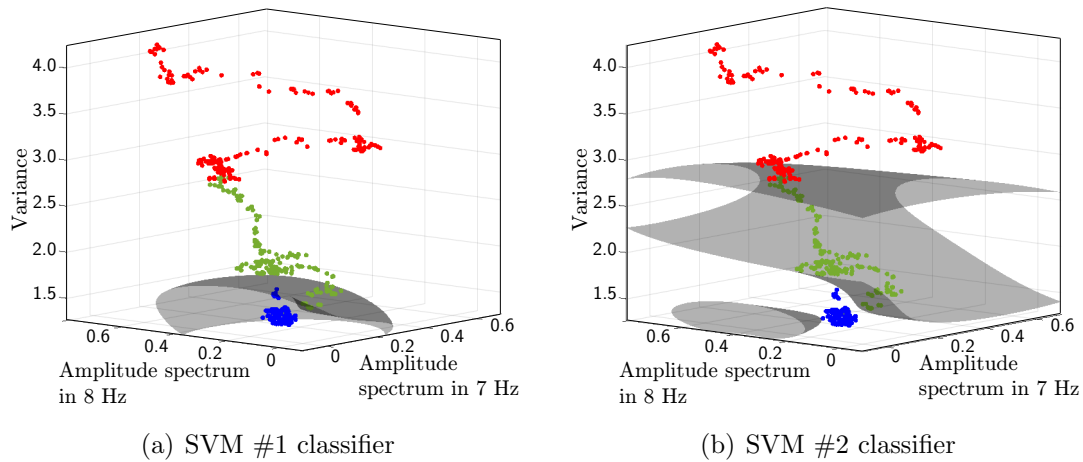 4.0
3.5
3.0
2.5
2.0
1.5
Variance
0.6
0.4
0.2
0
0
0.2
0.4
0.6
Amplitude spectrum
in 8 Hz
Amplitude
spectrum in 7 Hz
(a) SVM #1 classifier
4.0
3.5
3.0
2.5
2.0
1.5
Variance
0.6
0.4
0.2
0
0
0.2
0.4
0.6
Amplitude spectrum
in 8 Hz
Amplitude
spectrum in 7 Hz
(b) SVM #2 classifier